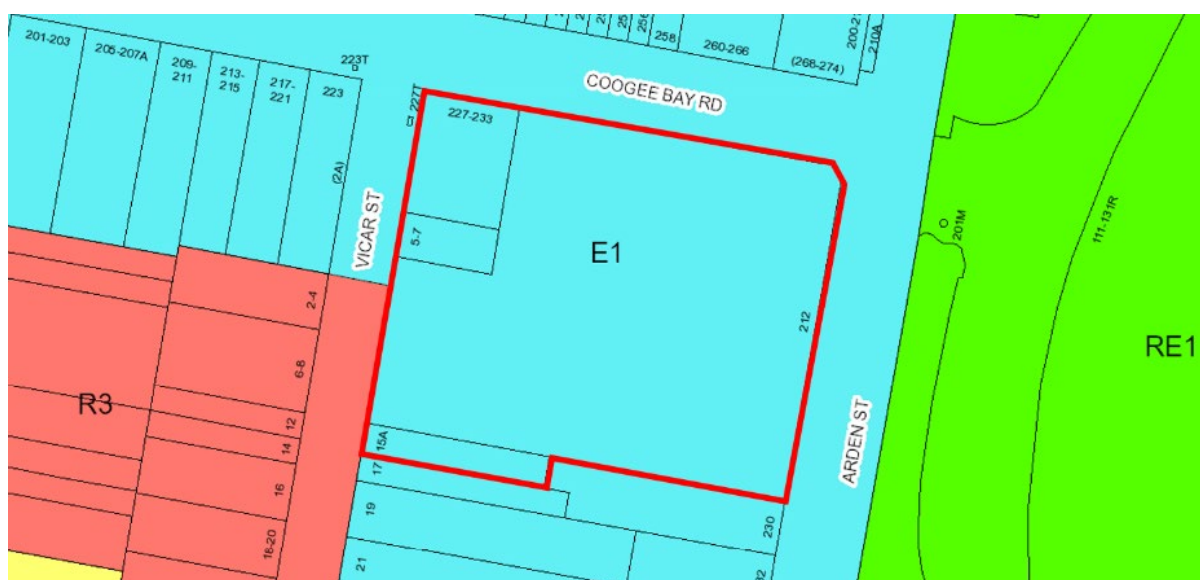 201-203
205-207A
209-
211
213-
215
217-
221
223
223T
227T
(2A)
VICAR ST
227-233
5-7
COOGEE BAY RD
258
260-266
(268-274)
210A
E1
212
ARDEN ST
201M
111-131R
RE1
R3
2-4
6-8
12
14
16
18-20
15A
17
19
21
230